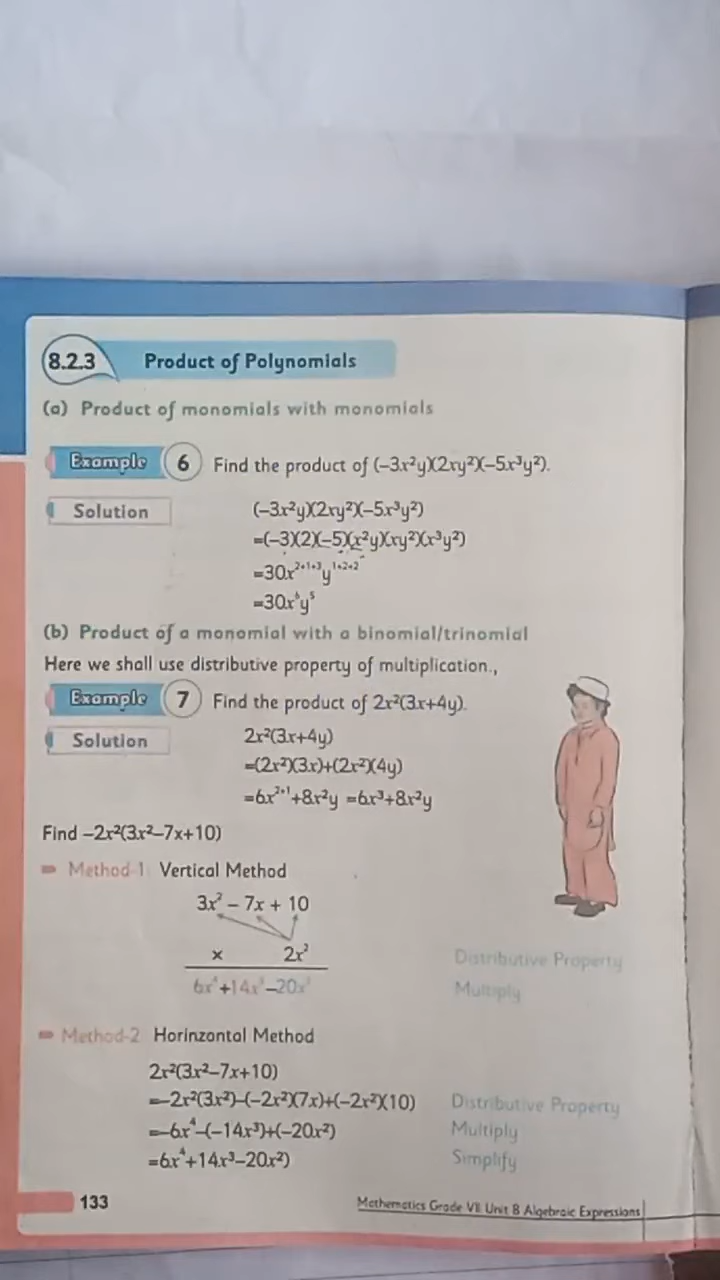 8.2.3 Product of Polynomials
(a) Product of monomials with monomials
Example 6 Find the product of (–3x²y)(2xy²)(–5x³y²).
Solution (–3x²y)(2xy²)(–5x³y²)
=(–3)(2)(–5)(x²y)(xy²)(x³y²)
=30x²⁺¹⁺³y¹⁺²⁺²
=30x⁶y⁵
(b) Product of a monomial with a binomial/trinomial
Here we shall use distributive property of multiplication.,
Example 7 Find the product of 2x²(3x+4y).
Solution 2x²(3x+4y)
=(2x²)(3x)+(2x²)(4y)
=6x²⁺¹+8x²y =6x³+8x²y
Find –2x²(3x²–7x+10)
Method-1 Vertical Method
3x² – 7x + 10
× 2x²
Distributive Property
6x⁴+14x³–20x² Multiply
Method-2 Horinzontal Method
2x²(3x²–7x+10)
=–2x²(3x²)–(–2x²)(7x)+(–2x²)(10) Distributive Property
=–6x⁴–(–14x³)+(–20x²) Multiply
=6x⁴+14x³–20x²) Simplify
133 Mathematics Grade VII Unit 8 Algebraic Expressions